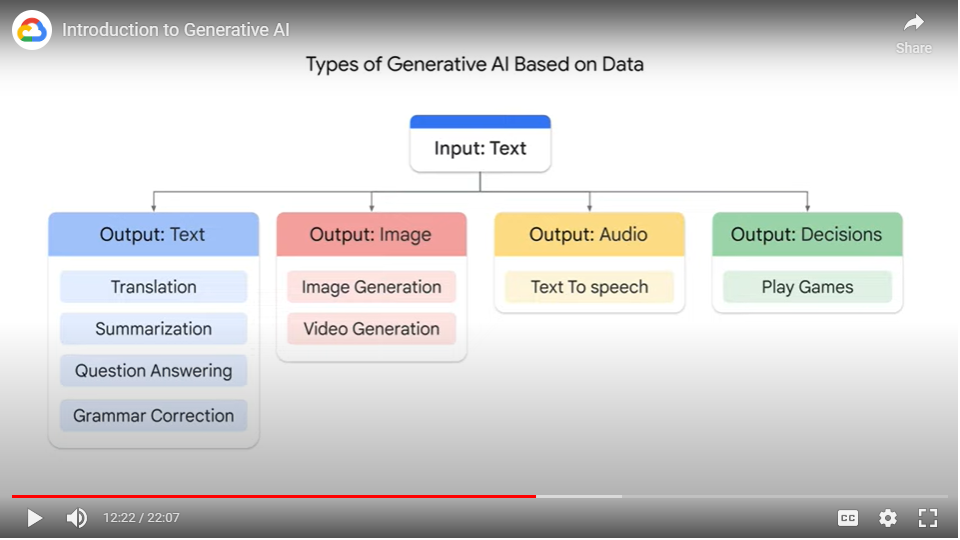 Introduction to Generative AI
Share
Types of Generative AI Based on Data
Input: Text
Output: Text
Translation
Summarization
Question Answering
Grammar Correction
Output: Image
Image Generation
Video Generation
Output: Audio
Text To speech
Output: Decisions
Play Games
12:22 / 22:07
CC